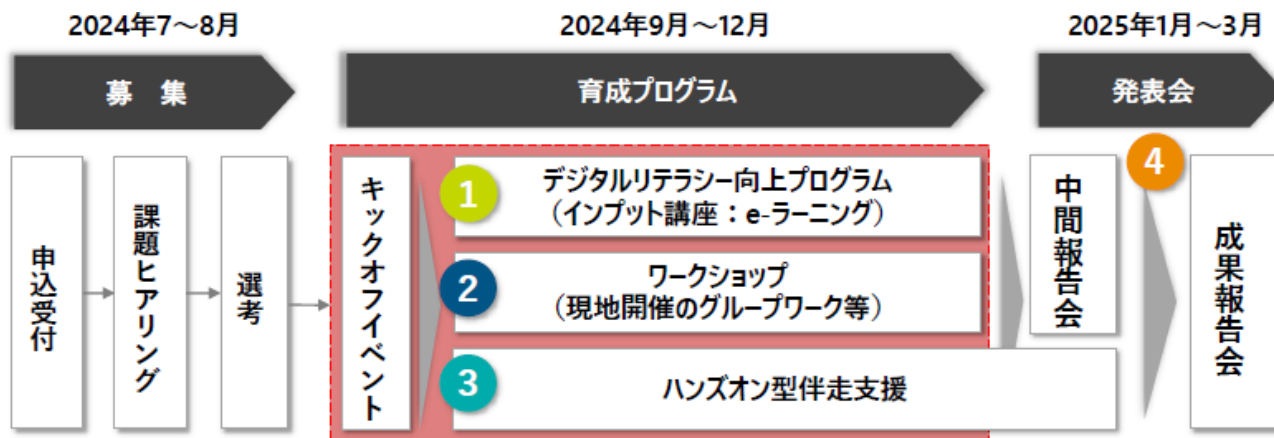 2024年7～8月
2024年9月～12月
2025年1月～3月
募　集
育成プログラム
発表会
申込受付
課題ヒアリング
選考
キックオフイベント
1
デジタルリテラシー向上プログラム
（インプット講座：e-ラーニング）
2
ワークショップ
（現地開催のグループワーク等）
3
ハンズオン型伴走支援
中間報告会
4
成果報告会